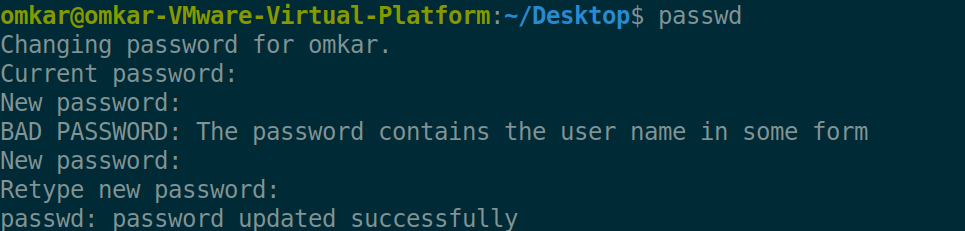 omkar@omkar-VMware-Virtual-Platform:~/Desktop$ passwd
Changing password for omkar.
Current password:
New password:
BAD PASSWORD: The password contains the user name in some form
New password:
Retype new password:
passwd: password updated successfully